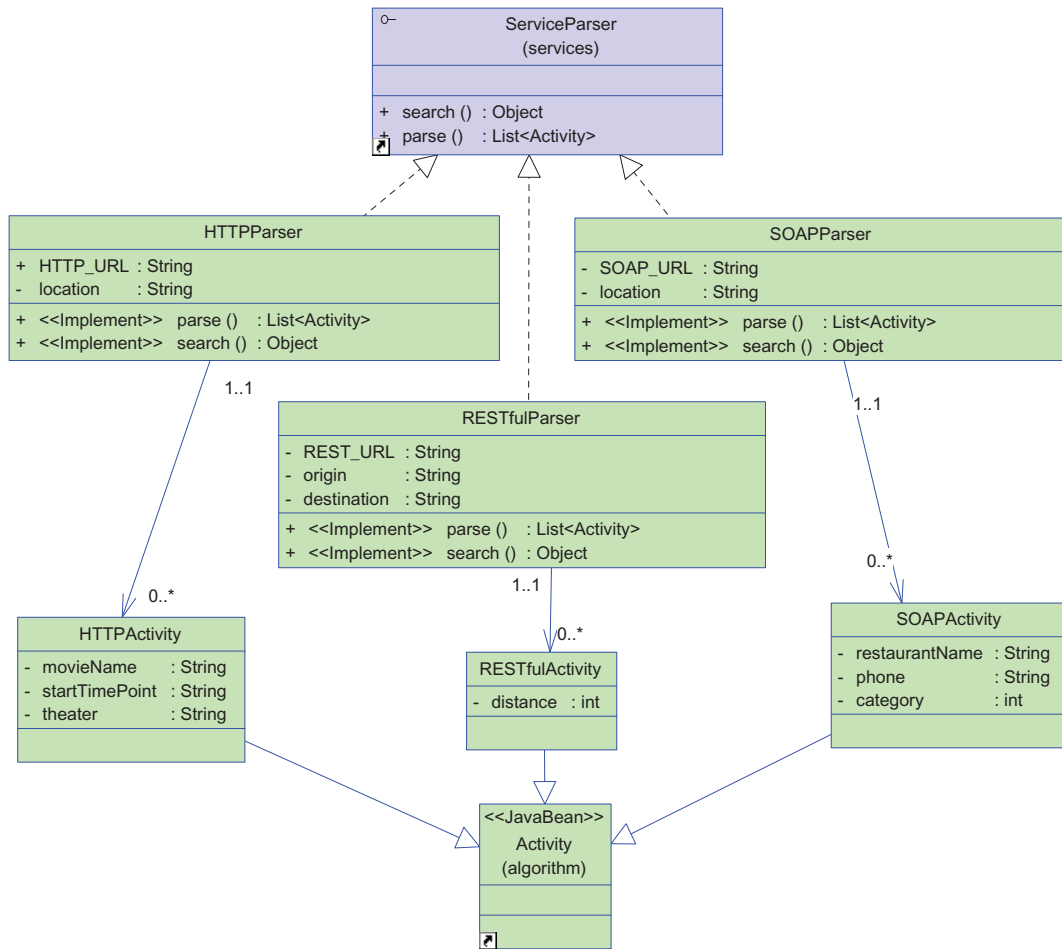 ServiceParser
(services)
+ search () : Object
+ parse () : List<Activity>
HTTPParser
+ HTTP_URL : String
- location : String
+ <<Implement>> parse () : List<Activity>
+ <<Implement>> search () : Object
SOAPParser
- SOAP_URL : String
- location : String
+ <<Implement>> parse () : List<Activity>
+ <<Implement>> search () : Object
1..1
1..1
RESTfulParser
- REST_URL : String
- origin : String
- destination : String
+ <<Implement>> parse () : List<Activity>
+ <<Implement>> search () : Object
1..1
0..*
0..*
0..*
HTTPActivity
- movieName : String
- startTimePoint : String
- theater : String
RESTfulActivity
- distance : int
SOAPActivity
- restaurantName : String
- phone : String
- category : int
<<JavaBean>>
Activity
(algorithm)